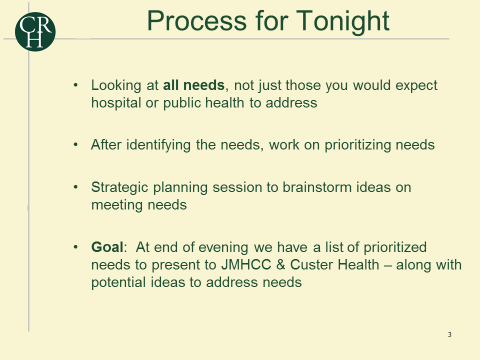 CRH
Process for Tonight
• Looking at all needs, not just those you would expect
hospital or public health to address
• After identifying the needs, work on prioritizing needs
• Strategic planning session to brainstorm ideas on
meeting needs
• Goal:  At end of evening we have a list of prioritized
needs to present to JMHCC & Custer Health – along with
potential ideas to address needs
3